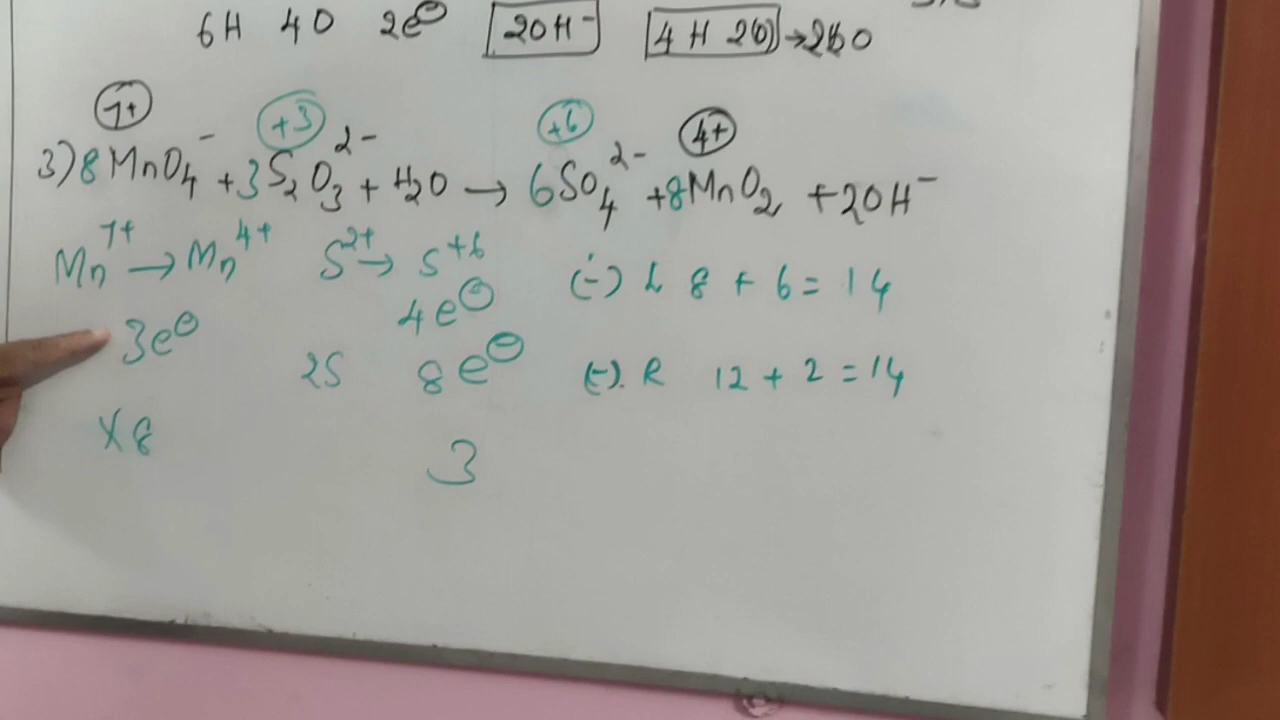 6H 4O 2e⊖ 2OH⁻ 4H 2O → 2H2O
7+ +3 +6 4+
3) 8MnO₄⁻ + 3S₂O₃²⁻ + H₂O → 6SO₄²⁻ + 8MnO₂ + 2OH⁻
Mn⁷⁺ → Mn⁴⁺ S²⁺ → S⁺⁶ (-) L 8 + 6 = 14
3e⊖ 4e⊖
2S 8e⊖ (-). R 12 + 2 = 14
X 8 3